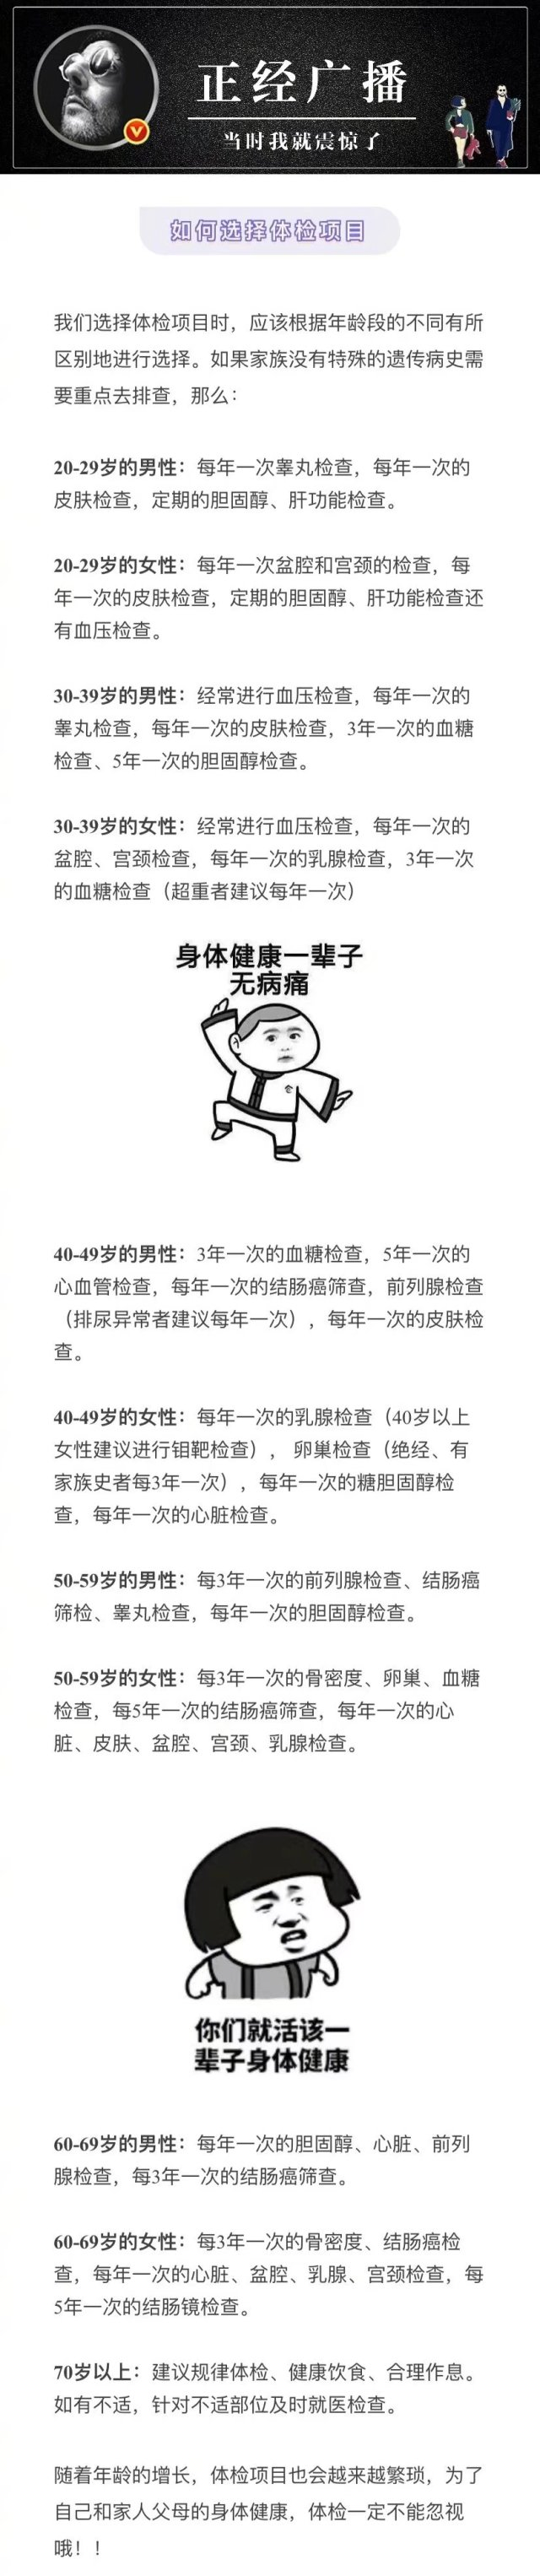 正经广播
当时我就震惊了
如何选择体检项目
我们选择体检项目时，应该根据年龄段的不同有所
区别地进行选择。如果家族没有特殊的遗传病史需
要重点去排查，那么：
20-29岁的男性：每年一次睾丸检查，每年一次的
皮肤检查，定期的胆固醇、肝功能检查。
20-29岁的女性：每年一次盆腔和宫颈的检查，每
年一次的皮肤检查，定期的胆固醇、肝功能检查还
有血压检查。
30-39岁的男性：经常进行血压检查，每年一次的
睾丸检查，每年一次的皮肤检查，3年一次的血糖
检查、5年一次的胆固醇检查。
30-39岁的女性：经常进行血压检查，每年一次的
盆腔、宫颈检查，每年一次的乳腺检查，3年一次
的血糖检查（超重者建议每年一次）
身体健康一辈子
无病痛
40-49岁的男性：3年一次的血糖检查，5年一次的
心血管检查，每年一次的结肠癌筛查，前列腺检查
（排尿异常者建议每年一次），每年一次的皮肤检
查。
40-49岁的女性：每年一次的乳腺检查（40岁以上
女性建议进行钼靶检查），卵巢检查（绝经、有
家族史者每3年一次），每年一次的糖胆固醇检
查，每年一次的心脏检查。
50-59岁的男性：每3年一次的前列腺检查、结肠癌
筛检、睾丸检查，每年一次的胆固醇检查。
50-59岁的女性：每3年一次的骨密度、卵巢、血糖
检查，每5年一次的结肠癌筛查，每年一次的心
脏、皮肤、盆腔、宫颈、乳腺检查。
你们就活该一
辈子身体健康
60-69岁的男性：每年一次的胆固醇、心脏、前列
腺检查，每3年一次的结肠癌筛查。
60-69岁的女性：每3年一次的骨密度、结肠癌检
查，每年一次的心脏、盆腔、乳腺、宫颈检查，每
5年一次的结肠镜检查。
70岁以上：建议规律体检、健康饮食、合理作息。
如有不适，针对不适部位及时就医检查。
随着年龄的增长，体检项目也会越来越繁琐，为了
自己和家人父母的身体健康，体检一定不能忽视
哦！！